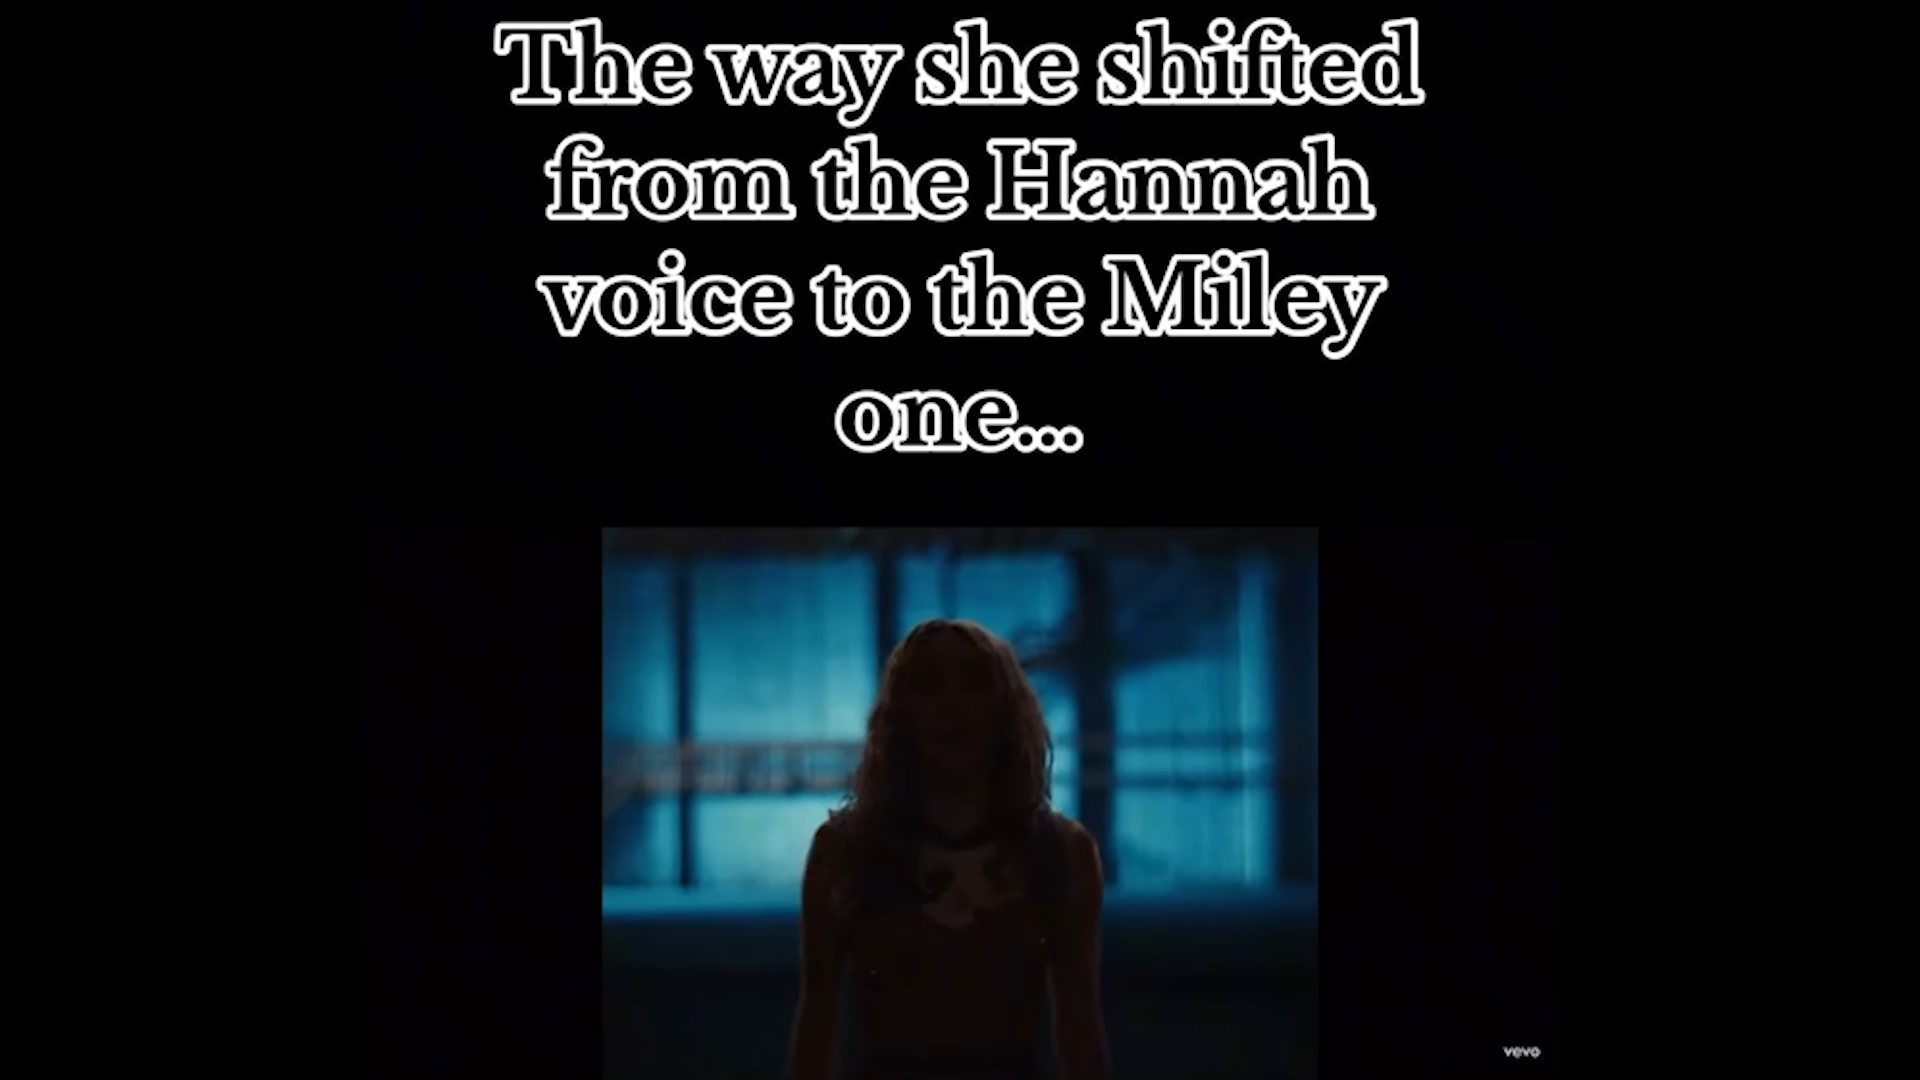 The way she shifted
from the Hannah
voice to the Miley
one...
vevo